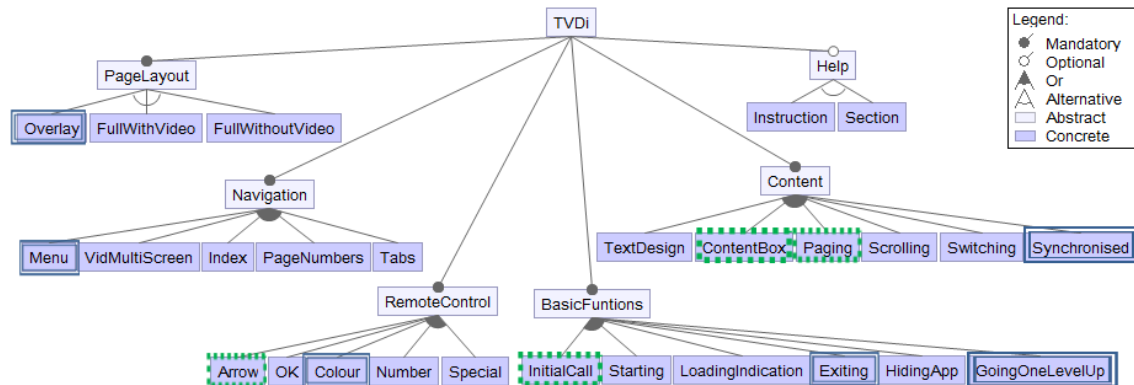 TVDi
Legend:
Mandatory
Optional
Or
Alternative
Abstract
Concrete
PageLayout
Help
Overlay FullWithVideo FullWithoutVideo
Instruction Section
Navigation
Content
Menu VidMultiScreen Index PageNumbers Tabs
TextDesign ContentBox Paging Scrolling Switching Synchronised
RemoteControl
BasicFuntions
Arrow OK Colour Number Special
InitialCall Starting LoadingIndication Exiting HidingApp GoingOneLevelUp